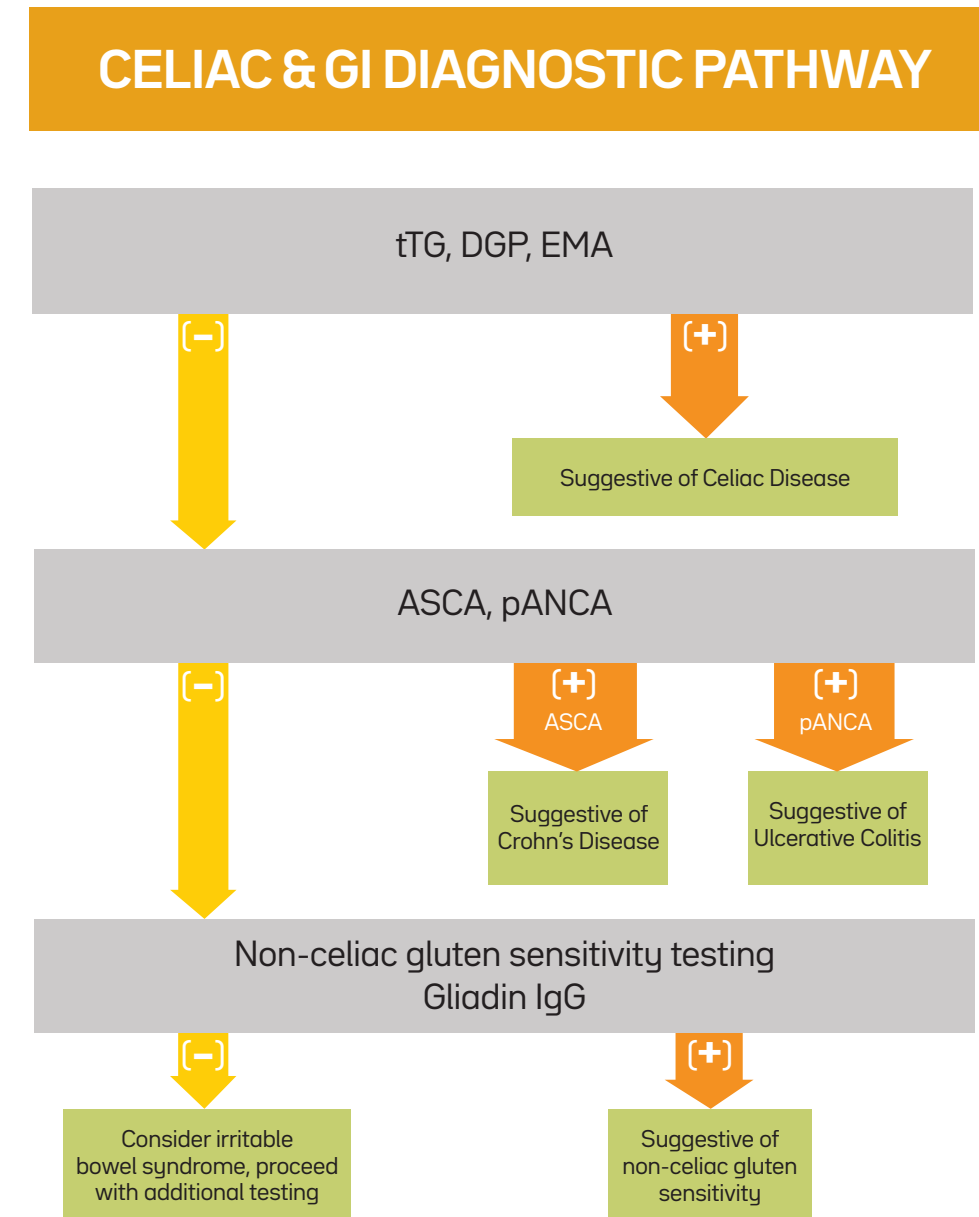 CELIAC & GI DIAGNOSTIC PATHWAY
tTG, DGP, EMA
(-)
(+)
Suggestive of Celiac Disease
ASCA, pANCA
(-)
(+)
ASCA
(+)
pANCA
Suggestive of
Crohn's Disease
Suggestive of
Ulcerative Colitis
Non-celiac gluten sensitivity testing
Gliadin IgG
(-)
(+)
Consider irritable
bowel syndrome, proceed
with additional testing
Suggestive of
non-celiac gluten
sensitivity